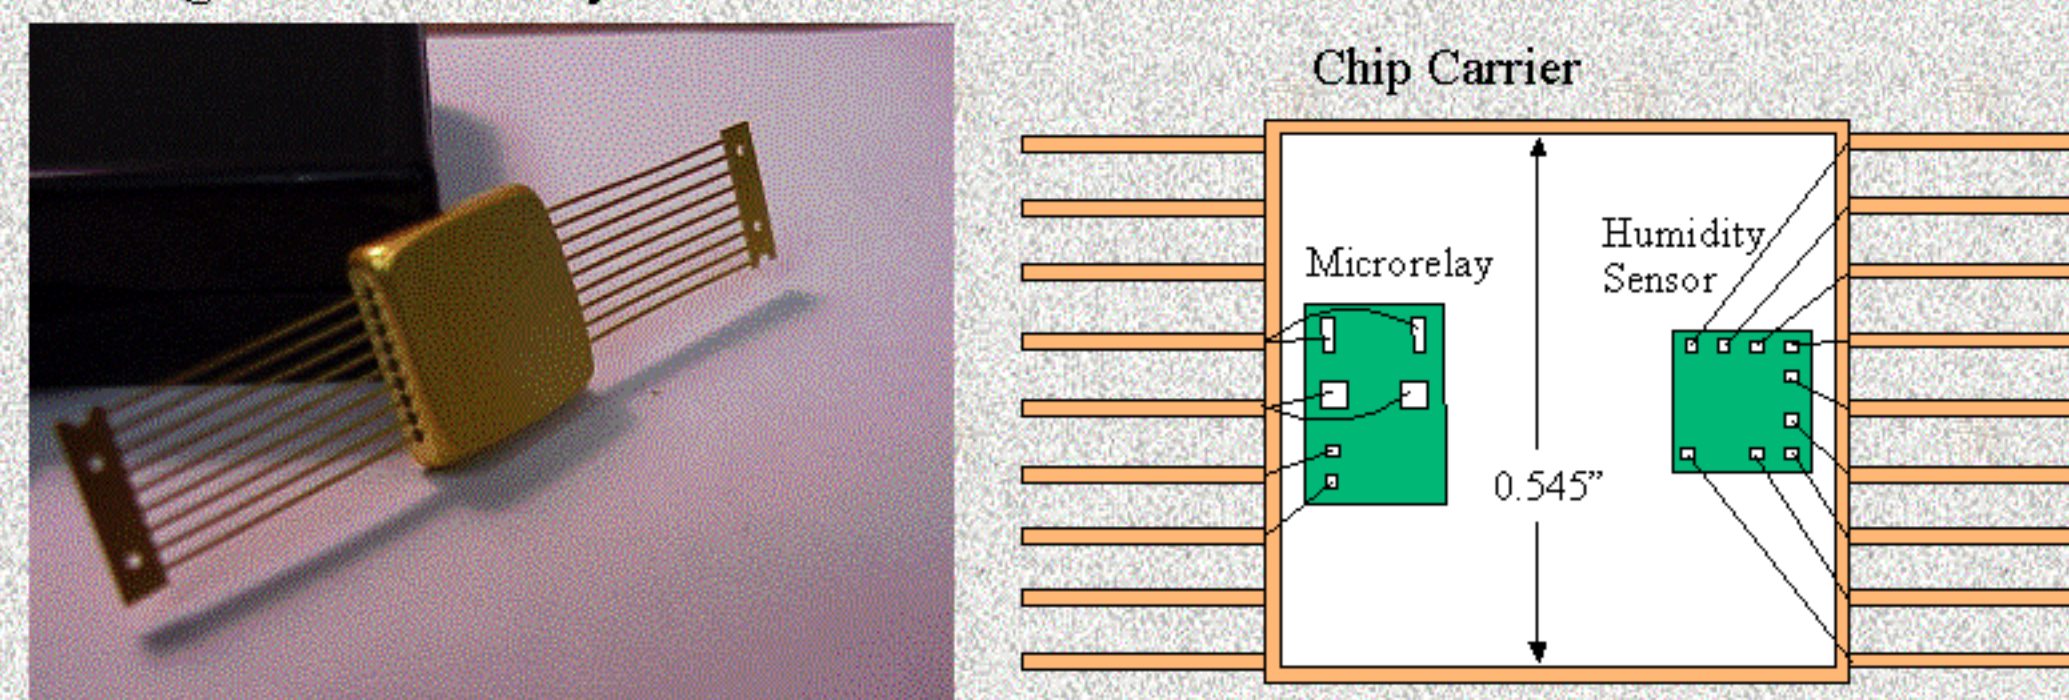 Chip Carrier
Humidity
Sensor
Microrelay
0.545”